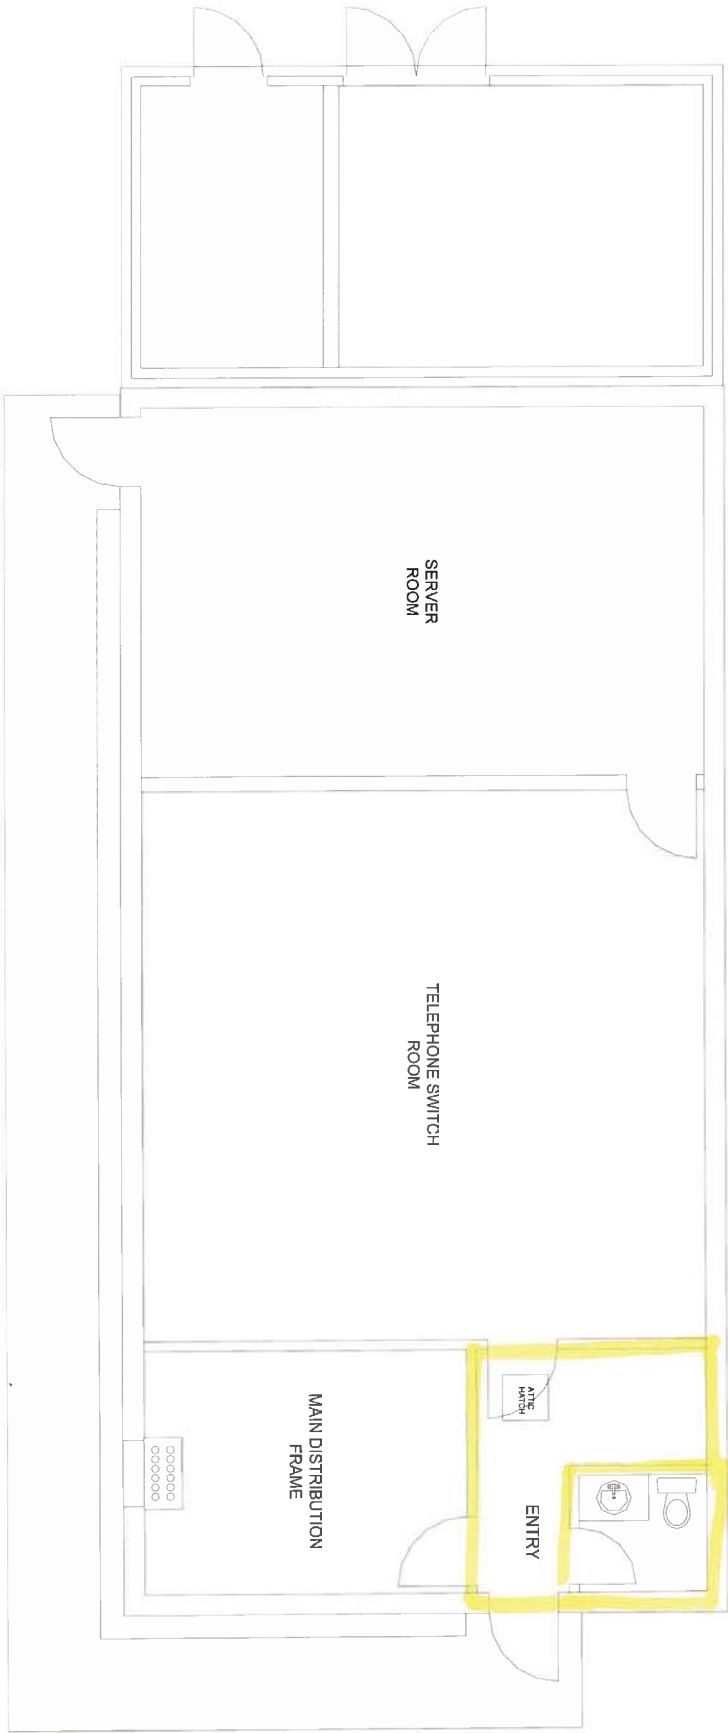 SERVER
ROOM
TELEPHONE SWITCH
ROOM
ATTIC
HATCH
MAIN DISTRIBUTION
FRAME
ENTRY